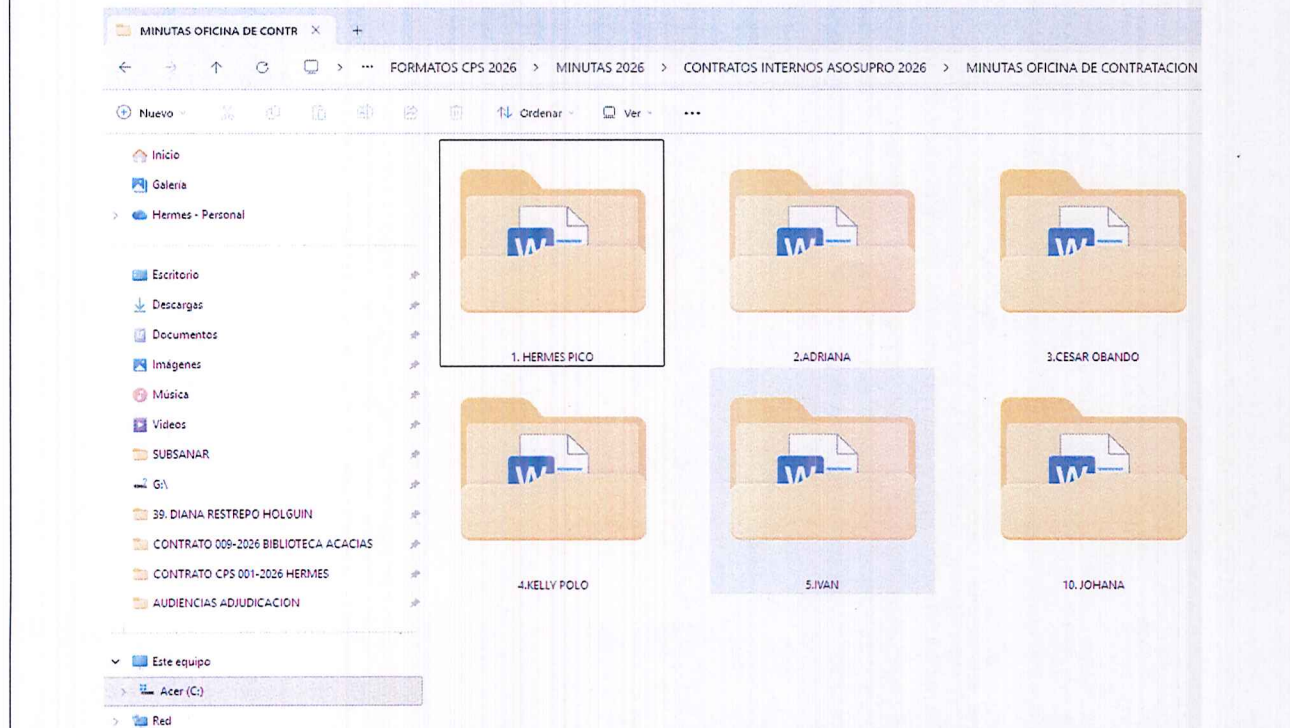 MINUTAS OFICINA DE CONTR
FORMATOS CPS 2026 > MINUTAS 2026 > CONTRATOS INTERNOS ASOSUPRO 2026 > MINUTAS OFICINA DE CONTRATACION
Nuevo Ordenar Ver
Inicio
Galería
Hermes - Personal
Escritorio
Descargas
Documentos
Imágenes
Música
Videos
SUBSANAR
G:\
39. DIANA RESTREPO HOLGUIN
CONTRATO 009-2026 BIBLIOTECA ACACIAS
CONTRATO CPS 001-2026 HERMES
AUDIENCIAS ADJUDICACION
Este equipo
Acer (C:)
Red
1. HERMES PICO
2.ADRIANA
3.CESAR OBANDO
4.KELLY POLO
5.IVAN
10. JOHANA